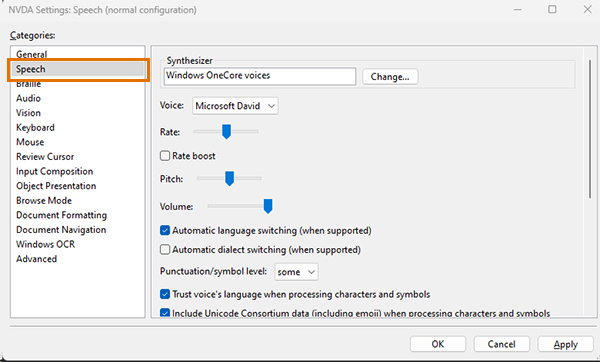 NVDA Settings: Speech (normal configuration)
Categories:
General
Speech
Braille
Audio
Vision
Keyboard
Mouse
Review Cursor
Input Composition
Object Presentation
Browse Mode
Document Formatting
Document Navigation
Windows OCR
Advanced
Synthesizer
Windows OneCore voices
Change...
Voice: Microsoft David
Rate:
Rate boost
Pitch:
Volume:
Automatic language switching (when supported)
Automatic dialect switching (when supported)
Punctuation/symbol level: some
Trust voice's language when processing characters and symbols
Include Unicode Consortium data (including emoji) when processing characters and symbols
OK Cancel Apply